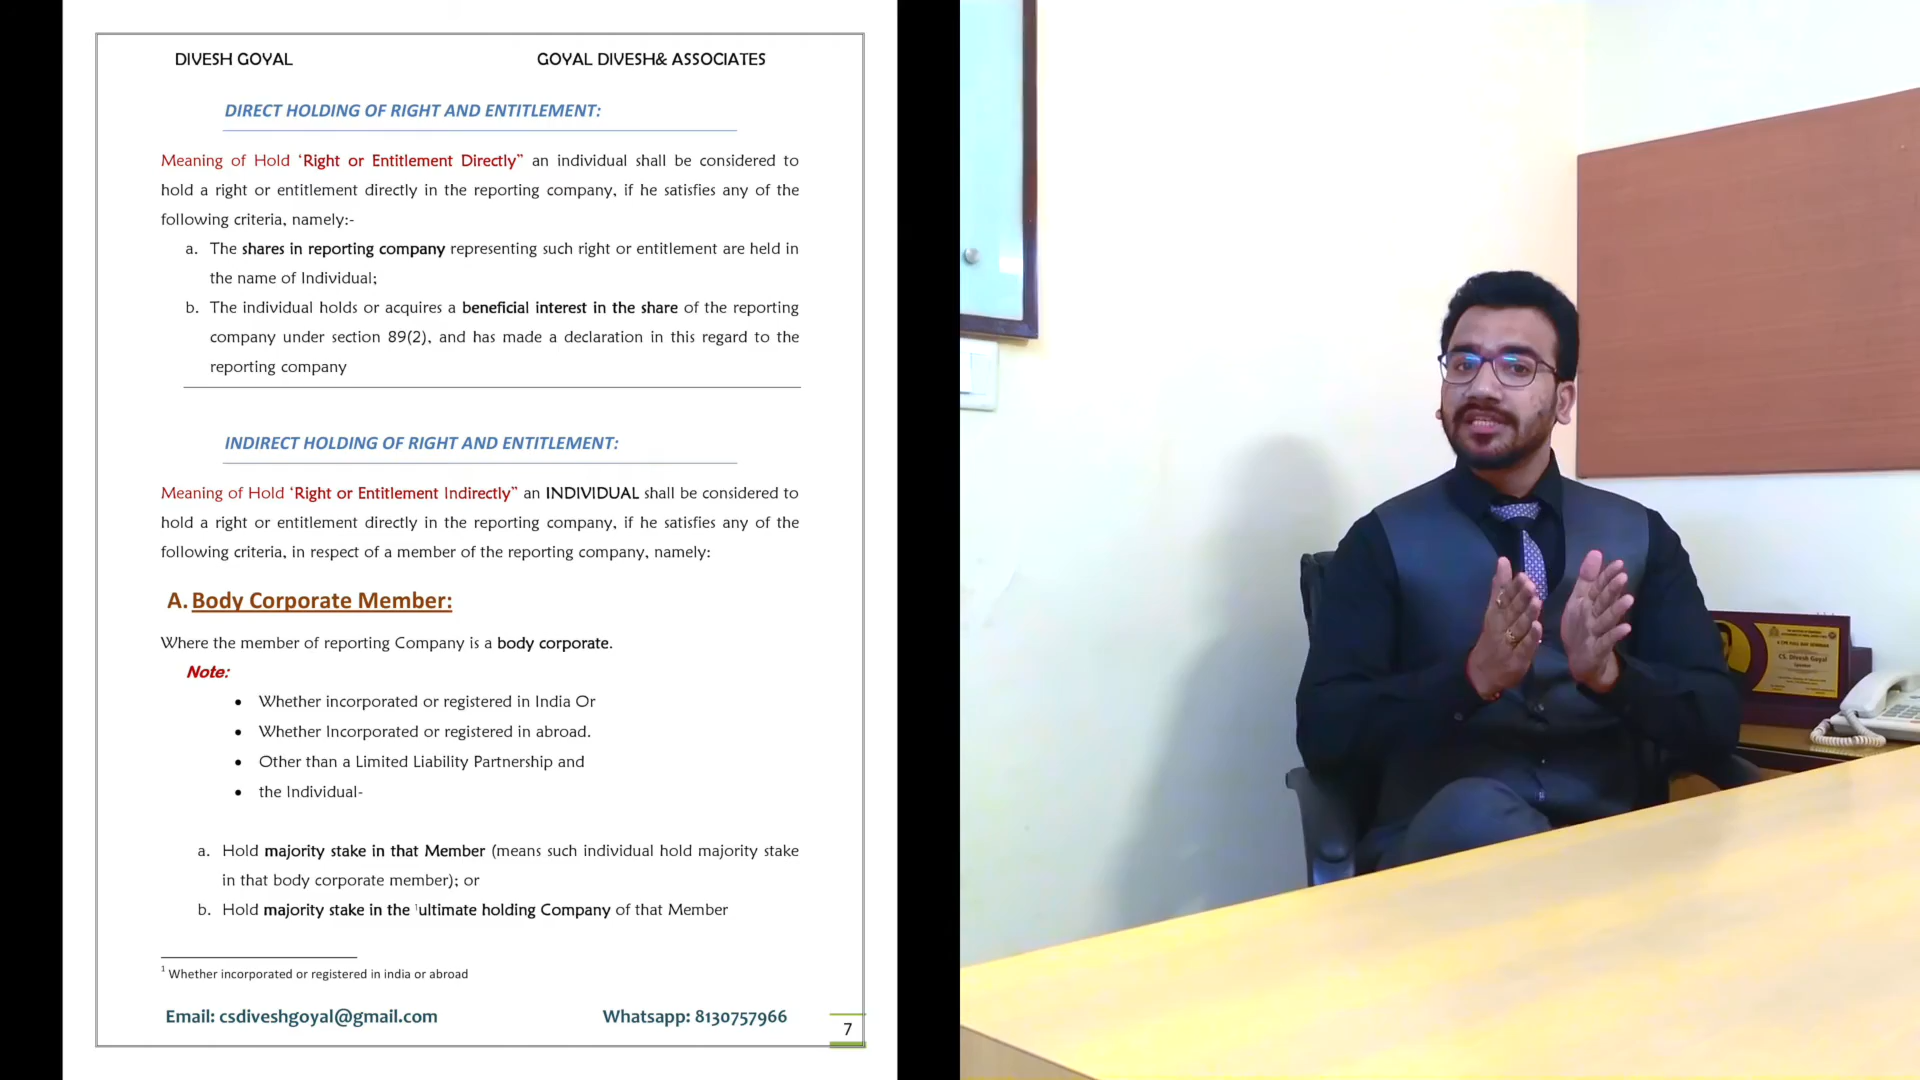 DIVESH GOYAL
GOYAL DIVESH& ASSOCIATES
DIRECT HOLDING OF RIGHT AND ENTITLEMENT:
Meaning of Hold ‘Right or Entitlement Directly” an individual shall be considered to
hold a right or entitlement directly in the reporting company, if he satisfies any of the
following criteria, namely:-
a. The shares in reporting company representing such right or entitlement are held in
the name of Individual;
b. The individual holds or acquires a beneficial interest in the share of the reporting
company under section 89(2), and has made a declaration in this regard to the
reporting company
INDIRECT HOLDING OF RIGHT AND ENTITLEMENT:
Meaning of Hold ‘Right or Entitlement Indirectly” an INDIVIDUAL shall be considered to
hold a right or entitlement directly in the reporting company, if he satisfies any of the
following criteria, in respect of a member of the reporting company, namely:
A. Body Corporate Member:
Where the member of reporting Company is a body corporate.
Note:
• Whether incorporated or registered in India Or
• Whether Incorporated or registered in abroad.
• Other than a Limited Liability Partnership and
• the Individual-
a. Hold majority stake in that Member (means such individual hold majority stake
in that body corporate member); or
b. Hold majority stake in the ¹ultimate holding Company of that Member
¹ Whether incorporated or registered in india or abroad
Email: csdiveshgoyal@gmail.com
Whatsapp: 8130757966
7
CS. Divesh Goyal